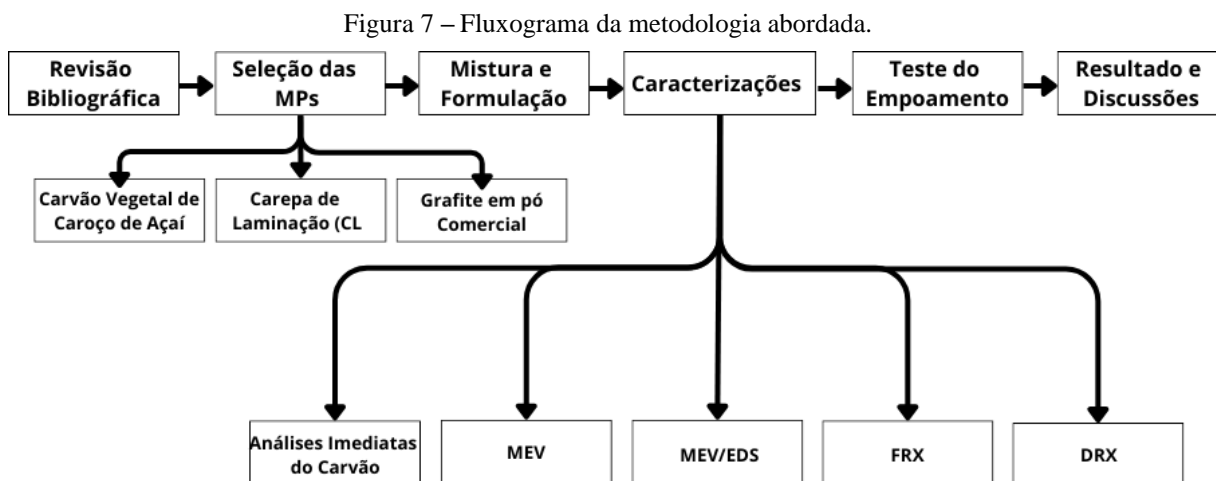 Figura 7 – Fluxograma da metodologia abordada.
Revisão
Bibliográfica
Seleção das
MPs
Mistura e
Formulação
Caracterizações
Teste do
Empoamento
Resultado e
Discussões
Carvão Vegetal de
Caroço de Açaí
Carepa de
Laminação (CL
Grafite em pó
Comercial
Análises Imediatas
do Carvão
MEV
MEV/EDS
FRX
DRX